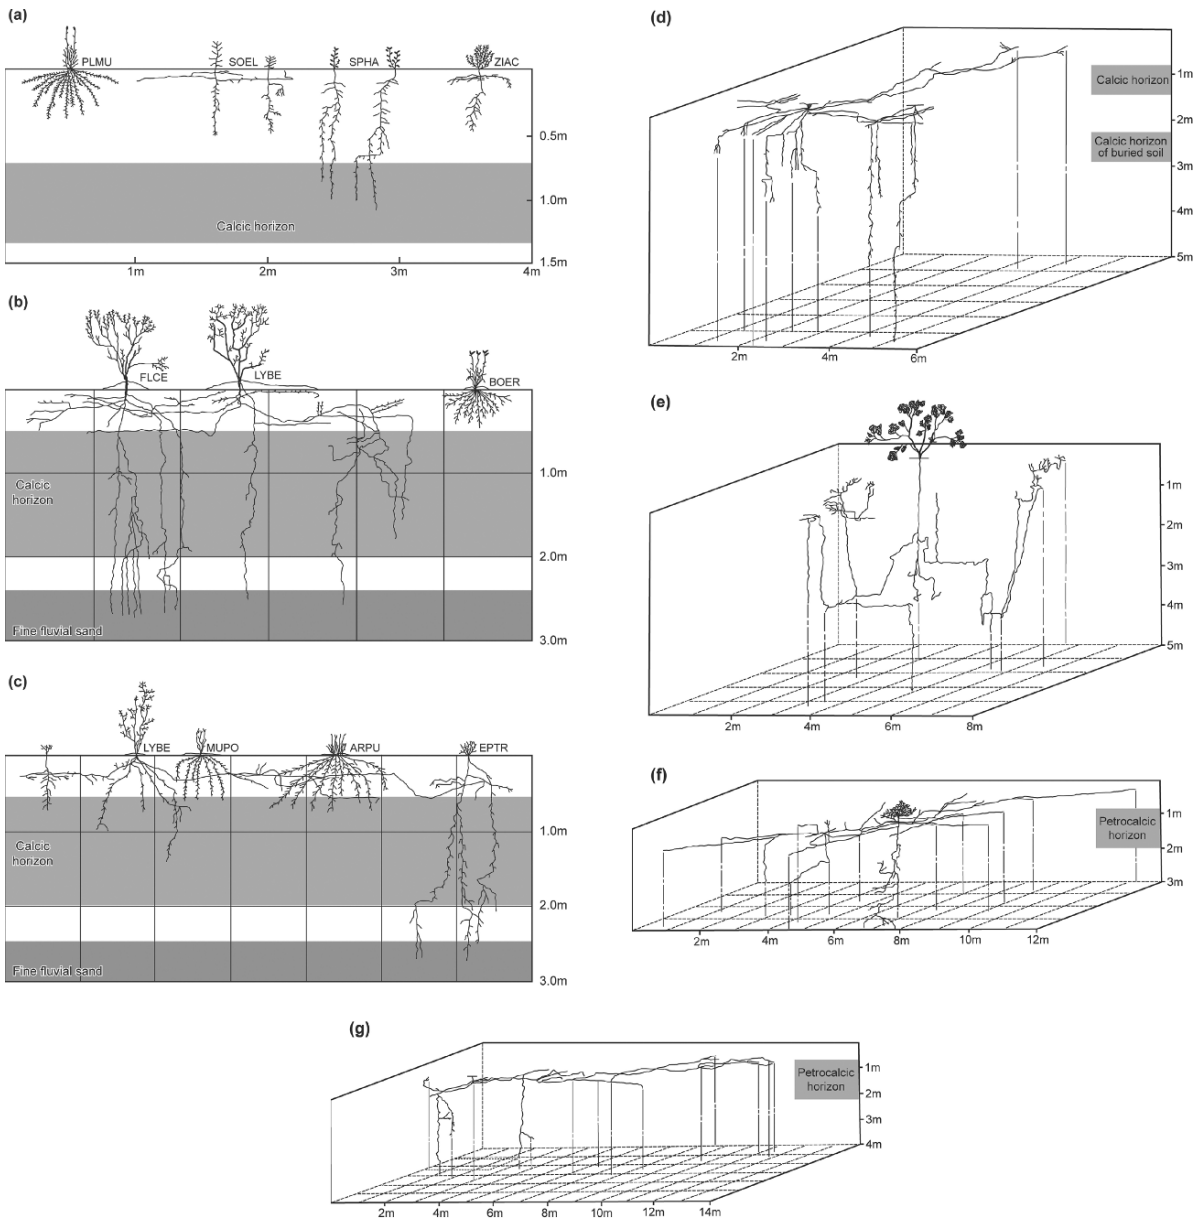 (a)
PLMU SOEL SPHA ZIAC
0.5m
1.0m
Calcic horizon
1.5m
1m 2m 3m 4m
(b)
FLCE LYBE BOER
1.0m
Calcic
horizon
2.0m
Fine fluvial sand
3.0m
(c)
LYBE MUPO ARPU EPTR
1.0m
Calcic
horizon
2.0m
Fine fluvial sand
3.0m
(d)
Calcic horizon
1m
2m
Calcic horizon
of buried soil
3m
4m
5m
2m 4m 6m
(e)
1m
2m
3m
4m
5m
2m 4m 6m 8m
(f)
Petrocalcic
horizon
1m
2m
3m
2m 4m 6m 8m 10m 12m
(g)
Petrocalcic
horizon
1m
2m
3m
4m
2m 4m 6m 8m 10m 12m 14m